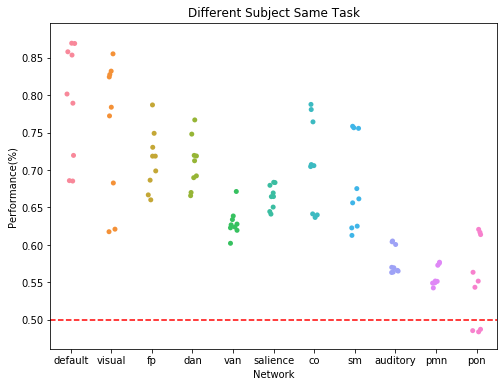 Different Subject Same Task
Performance(%)
0.85
0.80
0.75
0.70
0.65
0.60
0.55
0.50
default visual fp dan van salience co sm auditory pmn pon
Network